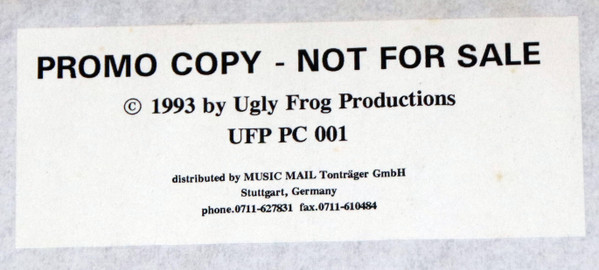 PROMO COPY - NOT FOR SALE
© 1993 by Ugly Frog Productions
UFP PC 001
distributed by MUSIC MAIL Tonträger GmbH
Stuttgart, Germany
phone.0711-627831 fax.0711-610484